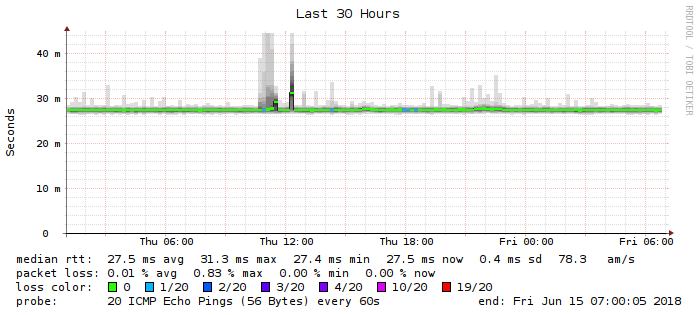 Last 30 Hours
RRDTOOL / TOBI OETIKER
Seconds
40 m
30 m
20 m
10 m
0
Thu 06:00 Thu 12:00 Thu 18:00 Fri 00:00 Fri 06:00
median rtt: 27.5 ms avg 31.3 ms max 27.4 ms min 27.5 ms now 0.4 ms sd 78.3 am/s
packet loss: 0.01 % avg 0.83 % max 0.00 % min 0.00 % now
loss color: 0 1/20 2/20 3/20 4/20 10/20 19/20
probe: 20 ICMP Echo Pings (56 Bytes) every 60s end: Fri Jun 15 07:00:05 2018